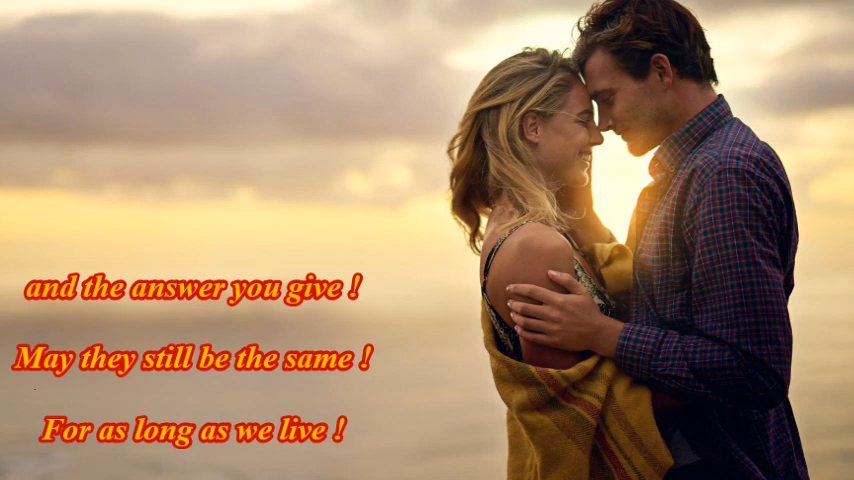 and the answer you give !
May they still be the same !
For as long as we live !